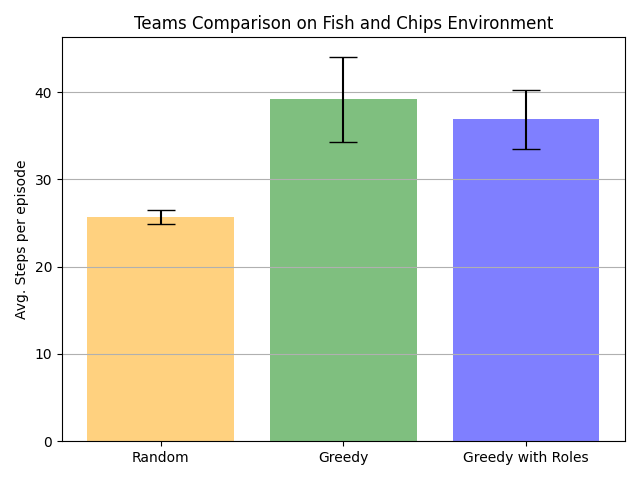 Teams Comparison on Fish and Chips Environment
Avg. Steps per episode
40
30
20
10
0
Random
Greedy
Greedy with Roles